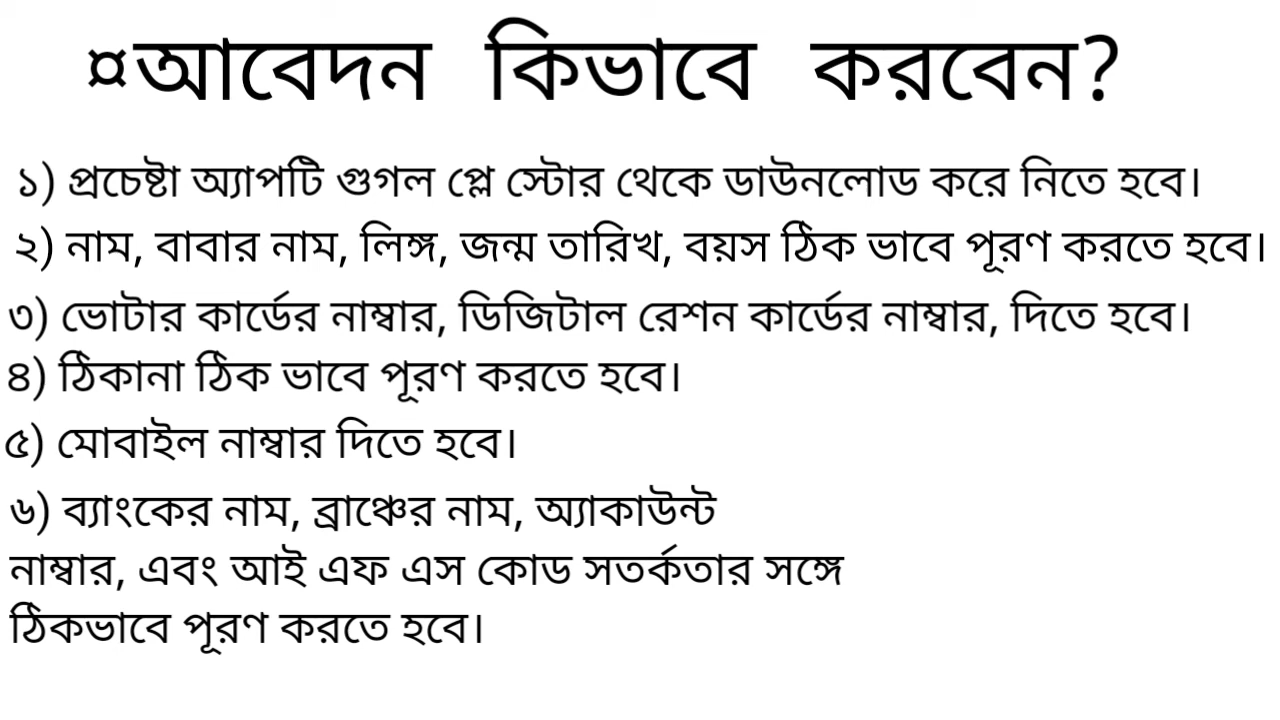 ¤আবেদন কিভাবে করবেন?
১) প্রচেষ্টা অ্যাপটি গুগল প্লে স্টোর থেকে ডাউনলোড করে নিতে হবে।
২) নাম, বাবার নাম, লিঙ্গ, জন্ম তারিখ, বয়স ঠিক ভাবে পূরণ করতে হবে।
৩) ভোটার কার্ডের নাম্বার, ডিজিটাল রেশন কার্ডের নাম্বার, দিতে হবে।
৪) ঠিকানা ঠিক ভাবে পূরণ করতে হবে।
৫) মোবাইল নাম্বার দিতে হবে।
৬) ব্যাংকের নাম, ব্রাঞ্চের নাম, অ্যাকাউন্ট
নাম্বার, এবং আই এফ এস কোড সতর্কতার সঙ্গে
ঠিকভাবে পূরণ করতে হবে।